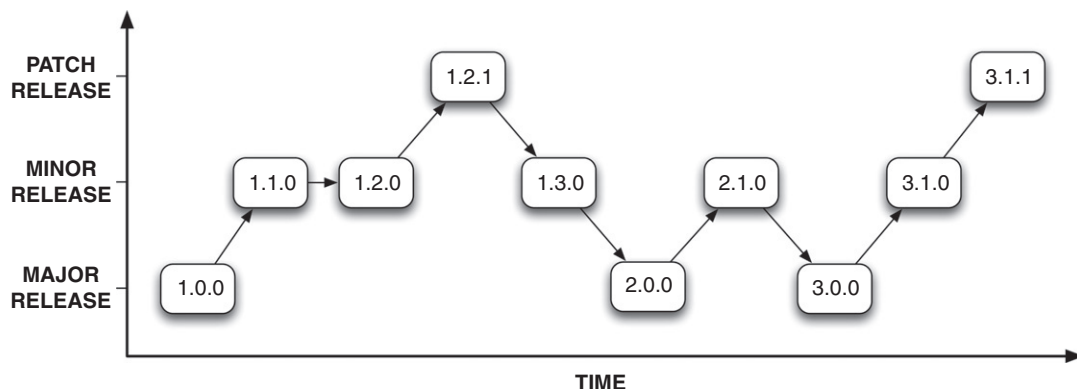 PATCH
RELEASE
1.2.1
3.1.1
MINOR
RELEASE
1.1.0
1.2.0
1.3.0
2.1.0
3.1.0
MAJOR
RELEASE
1.0.0
2.0.0
3.0.0
TIME